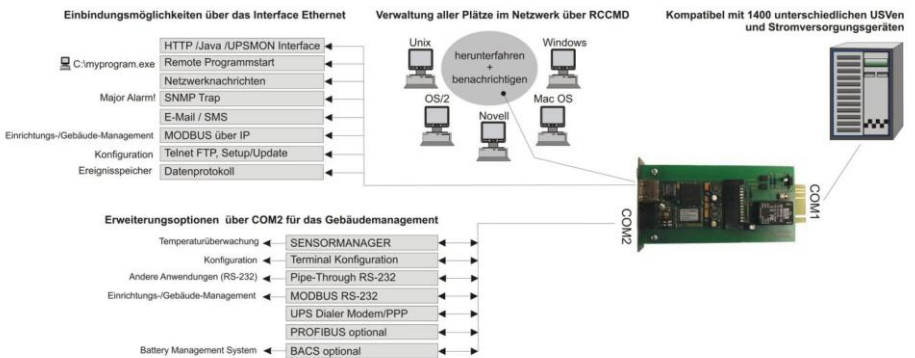 Einbindungsmöglichkeiten über das Interface Ethernet
HTTP /Java /UPSMON Interface
C:\myprogram.exe
Remote Programmstart
Netzwerknachrichten
Major Alarm!
SNMP Trap
E-Mail / SMS
Einrichtungs-/Gebäude-Management
MODBUS über IP
Konfiguration
Telnet FTP, Setup/Update
Ereignisspeicher
Datenprotokoll
Verwaltung aller Plätze im Netzwerk über RCCMD
Unix
Windows
herunterfahren
+
benachrichtigen
OS/2
Mac OS
Novell
Kompatibel mit 1400 unterschiedlichen USVen
und Stromversorgungsgeräten
COM1
COM2
Erweiterungsoptionen über COM2 für das Gebäudemanagement
Temperaturüberwachung
SENSORMANAGER
Konfiguration
Terminal Konfiguration
Andere Anwendungen (RS-232)
Pipe-Through RS-232
Einrichtungs-/Gebäude-Management
MODBUS RS-232
UPS Dialer Modem/PPP
PROFIBUS optional
Battery Management System
BACS optional